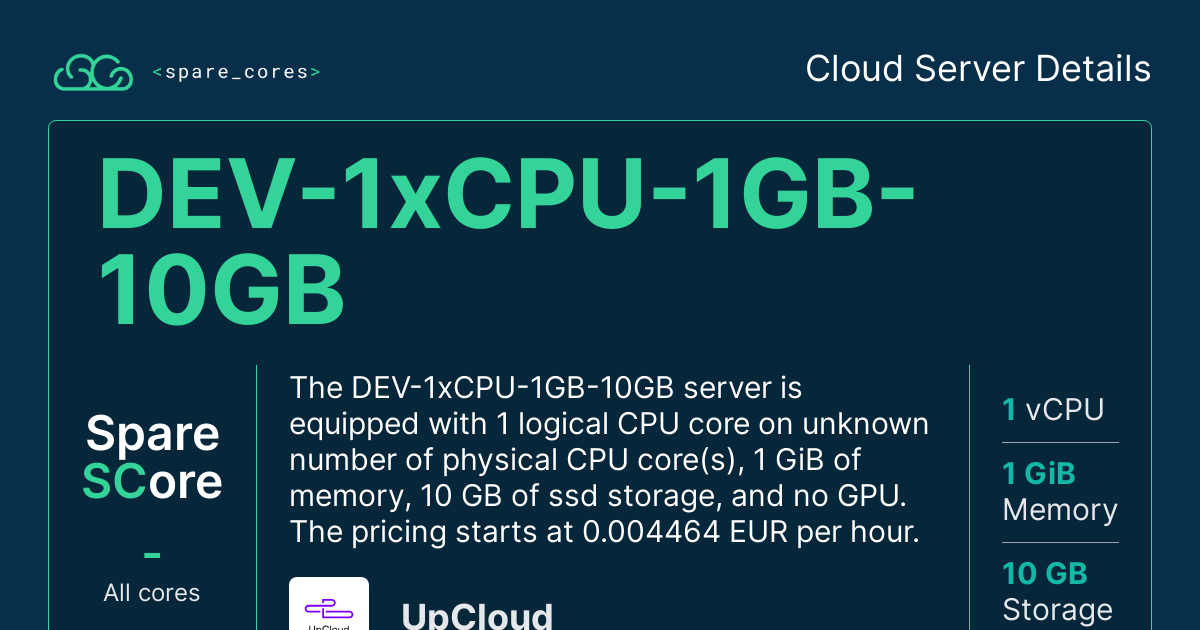 <spare_cores>
Cloud Server Details
DEV-1xCPU-1GB-
10GB
Spare
SCore
-
All cores
The DEV-1xCPU-1GB-10GB server is
equipped with 1 logical CPU core on unknown
number of physical CPU core(s), 1 GiB of
memory, 10 GB of ssd storage, and no GPU.
The pricing starts at 0.004464 EUR per hour.
UpCloud
UpCloud
1 vCPU
1 GiB
Memory
10 GB
Storage